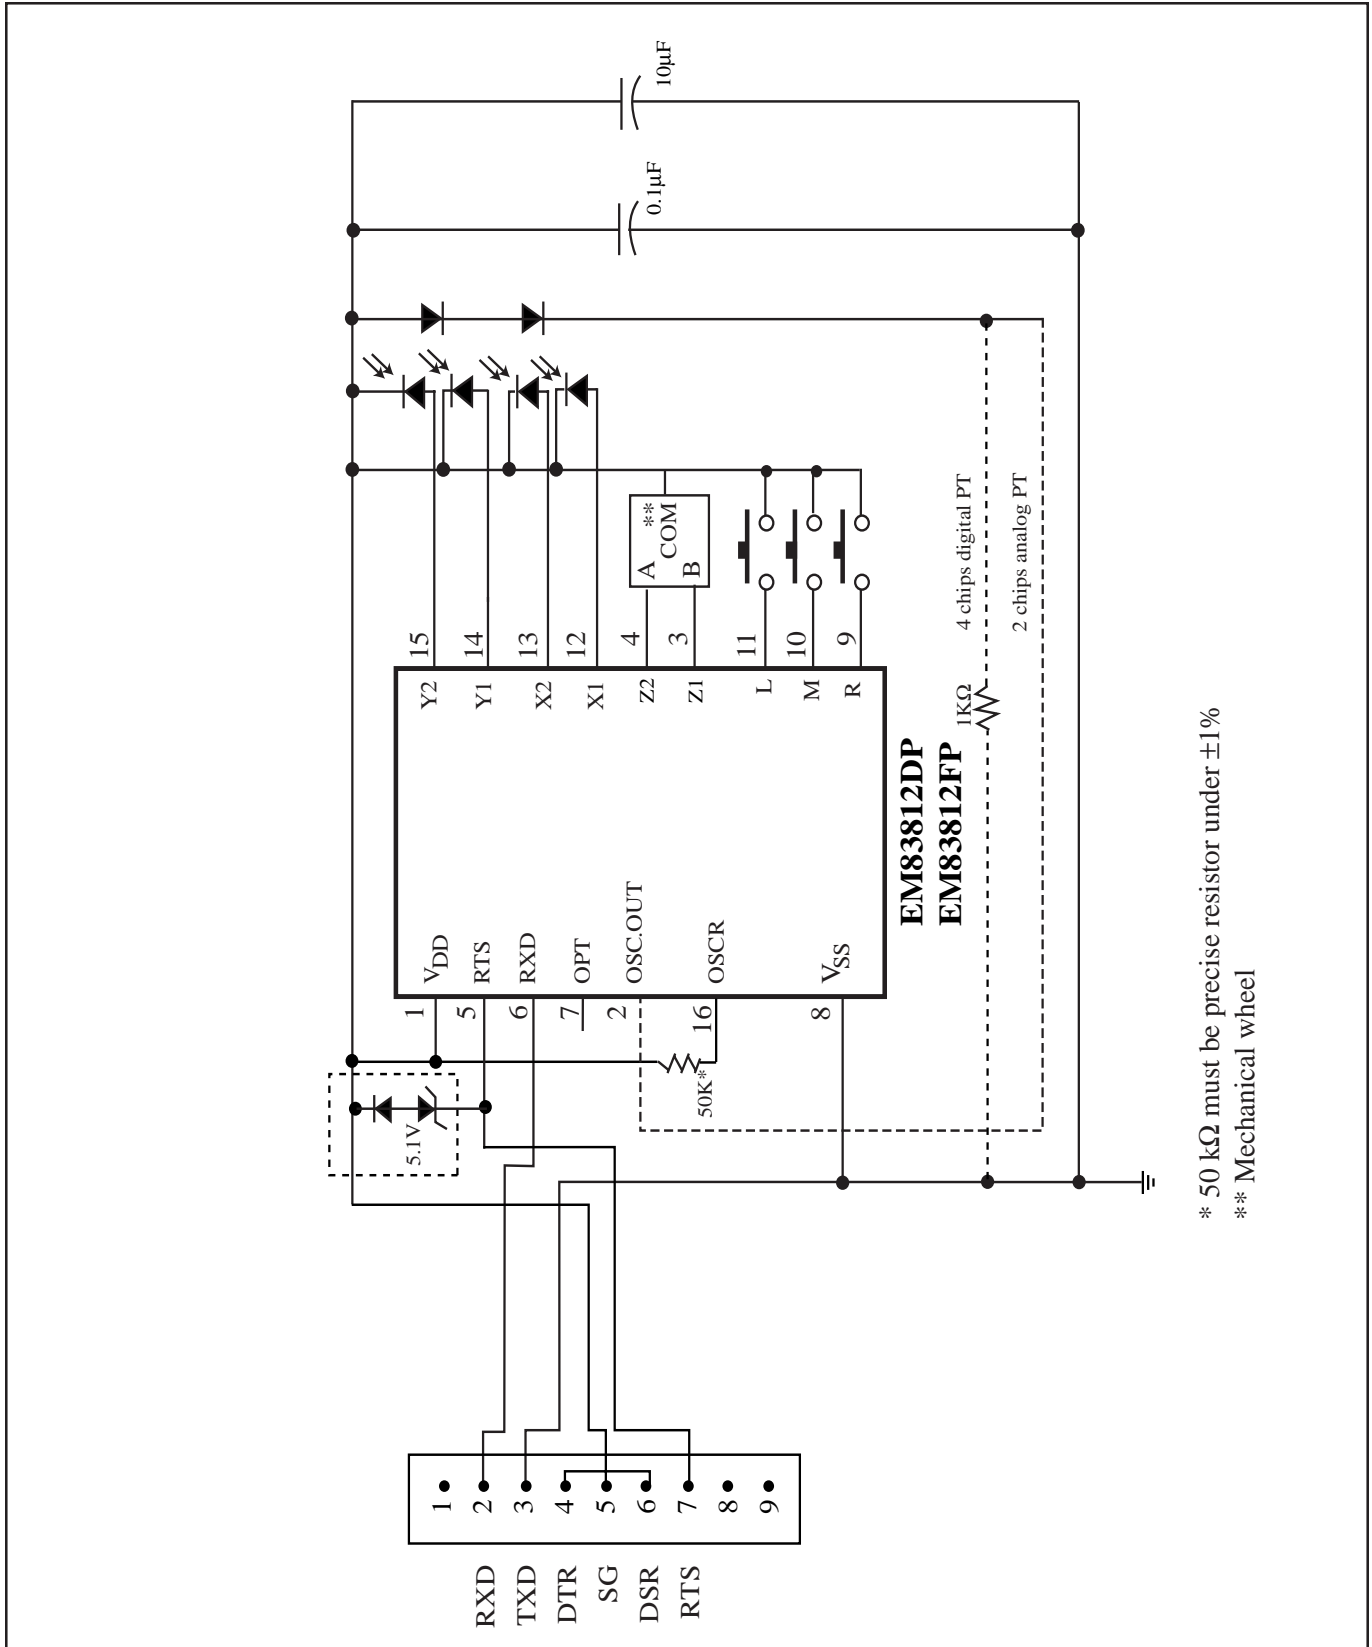 10µF
0.1µF
4 chips digital PT
2 chips analog PT
**
COM
A
B
15
14
13
12
4
3
11
10
9
Y2
Y1
X2
X1
Z2
Z1
L
M
R
1KΩ
EM83812DP
EM83812FP
VDD
RTS
RXD
OPT
OSC.OUT
OSCR
VSS
1
5
6
7
2
16
8
50K*
5.1V
* 50 kΩ must be precise resistor under ±1%
** Mechanical wheel
1
2
3
4
5
6
7
8
9
RXD
TXD
DTR
SG
DSR
RTS